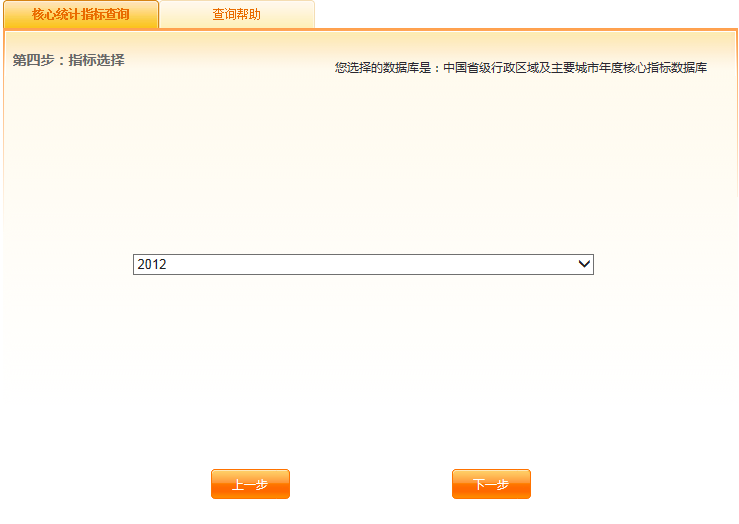 核心统计指标查询
查询帮助
第四步：指标选择
您选择的数据库是：中国省级行政区域及主要城市年度核心指标数据库
2012
上一步
下一步